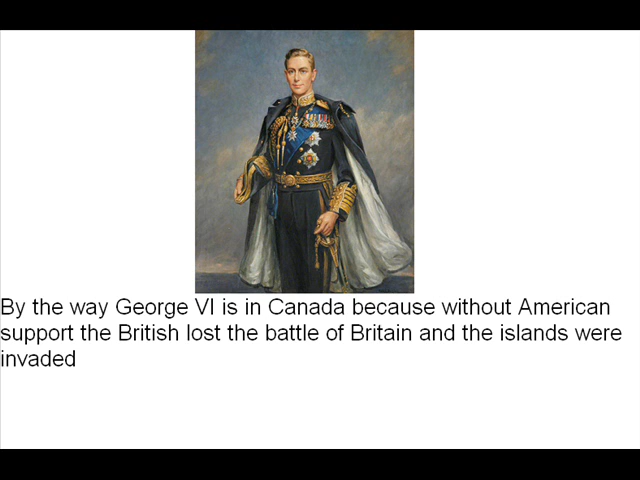 By the way George VI is in Canada because without American
support the British lost the battle of Britain and the islands were
invaded